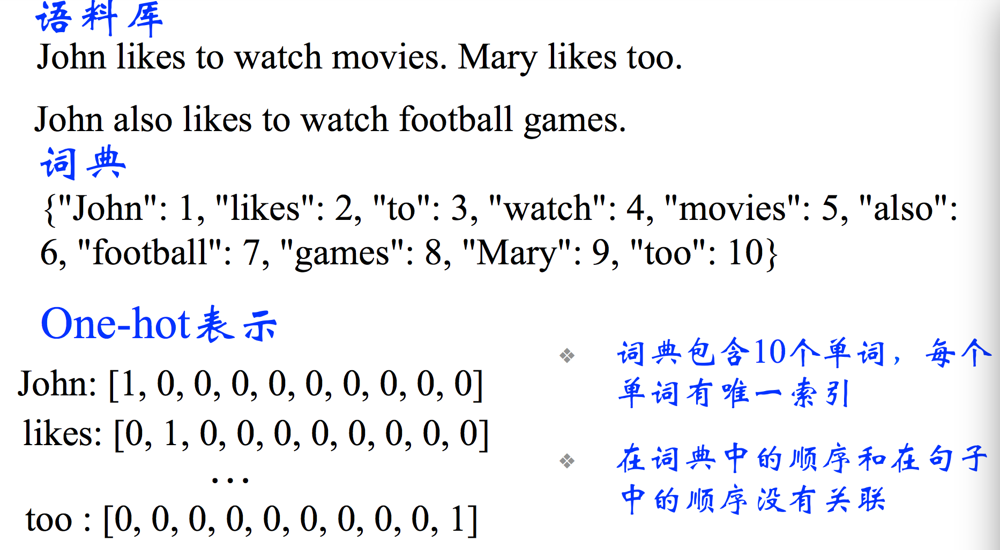 语料库
John likes to watch movies. Mary likes too.
John also likes to watch football games.
词典
{"John": 1, "likes": 2, "to": 3, "watch": 4, "movies": 5, "also":
6, "football": 7, "games": 8, "Mary": 9, "too": 10}
One-hot表示
John: [1, 0, 0, 0, 0, 0, 0, 0, 0, 0]
likes: [0, 1, 0, 0, 0, 0, 0, 0, 0, 0]
...
too : [0, 0, 0, 0, 0, 0, 0, 0, 0, 1]
❖ 词典包含10个单词，每个
单词有唯一索引
❖ 在词典中的顺序和在句子
中的顺序没有关联